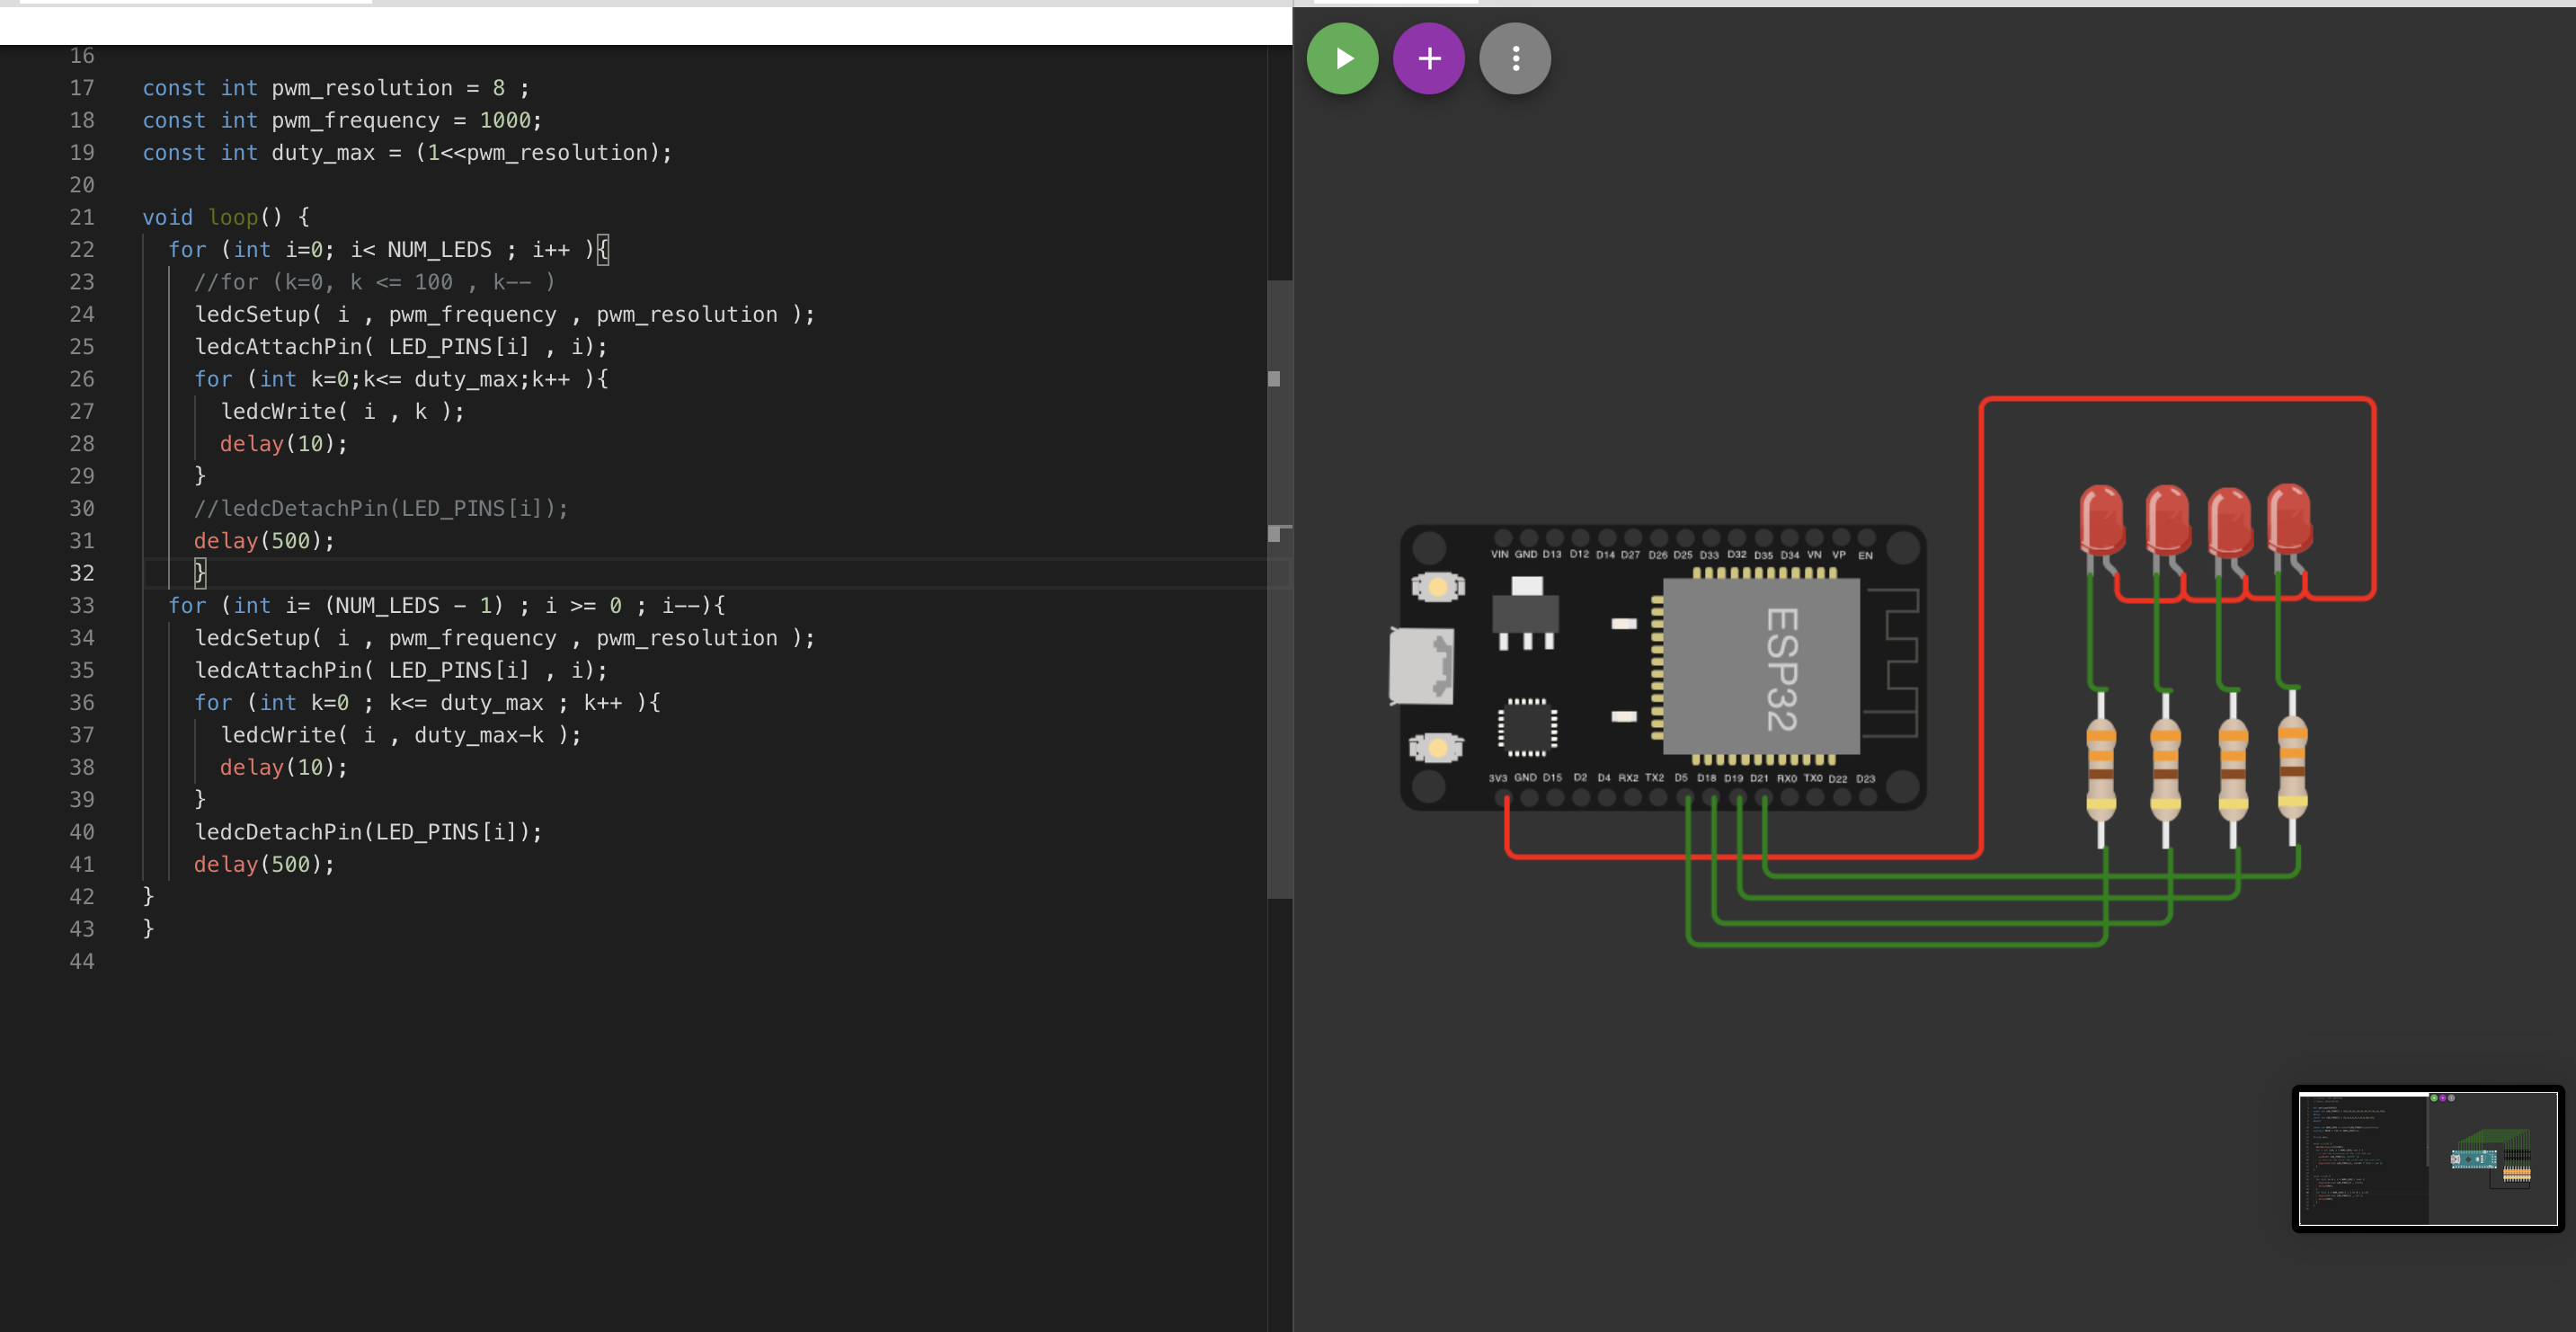 16
17 const int pwm_resolution = 8 ;
18 const int pwm_frequency = 1000;
19 const int duty_max = (1<<pwm_resolution);
20
21 void loop() {
22 for (int i=0; i< NUM_LEDS ; i++ ){
23 //for (k=0, k <= 100 , k-- )
24 ledcSetup( i , pwm_frequency , pwm_resolution );
25 ledcAttachPin( LED_PINS[i] , i);
26 for (int k=0;k<= duty_max;k++ ){
27 ledcWrite( i , k );
28 delay(10);
29 }
30 //ledcDetachPin(LED_PINS[i]);
31 delay(500);
32 }
33 for (int i= (NUM_LEDS - 1) ; i >= 0 ; i--){
34 ledcSetup( i , pwm_frequency , pwm_resolution );
35 ledcAttachPin( LED_PINS[i] , i);
36 for (int k=0 ; k<= duty_max ; k++ ){
37 ledcWrite( i , duty_max-k );
38 delay(10);
39 }
40 ledcDetachPin(LED_PINS[i]);
41 delay(500);
42 }
43 }
44
VIN GND D13 D12 D14 D27 D26 D25 D33 D32 D35 D34 VN VP EN
ESP32
3V3 GND D15 D2 D4 RX2 TX2 D5 D18 D19 D21 RX0 TX0 D22 D23